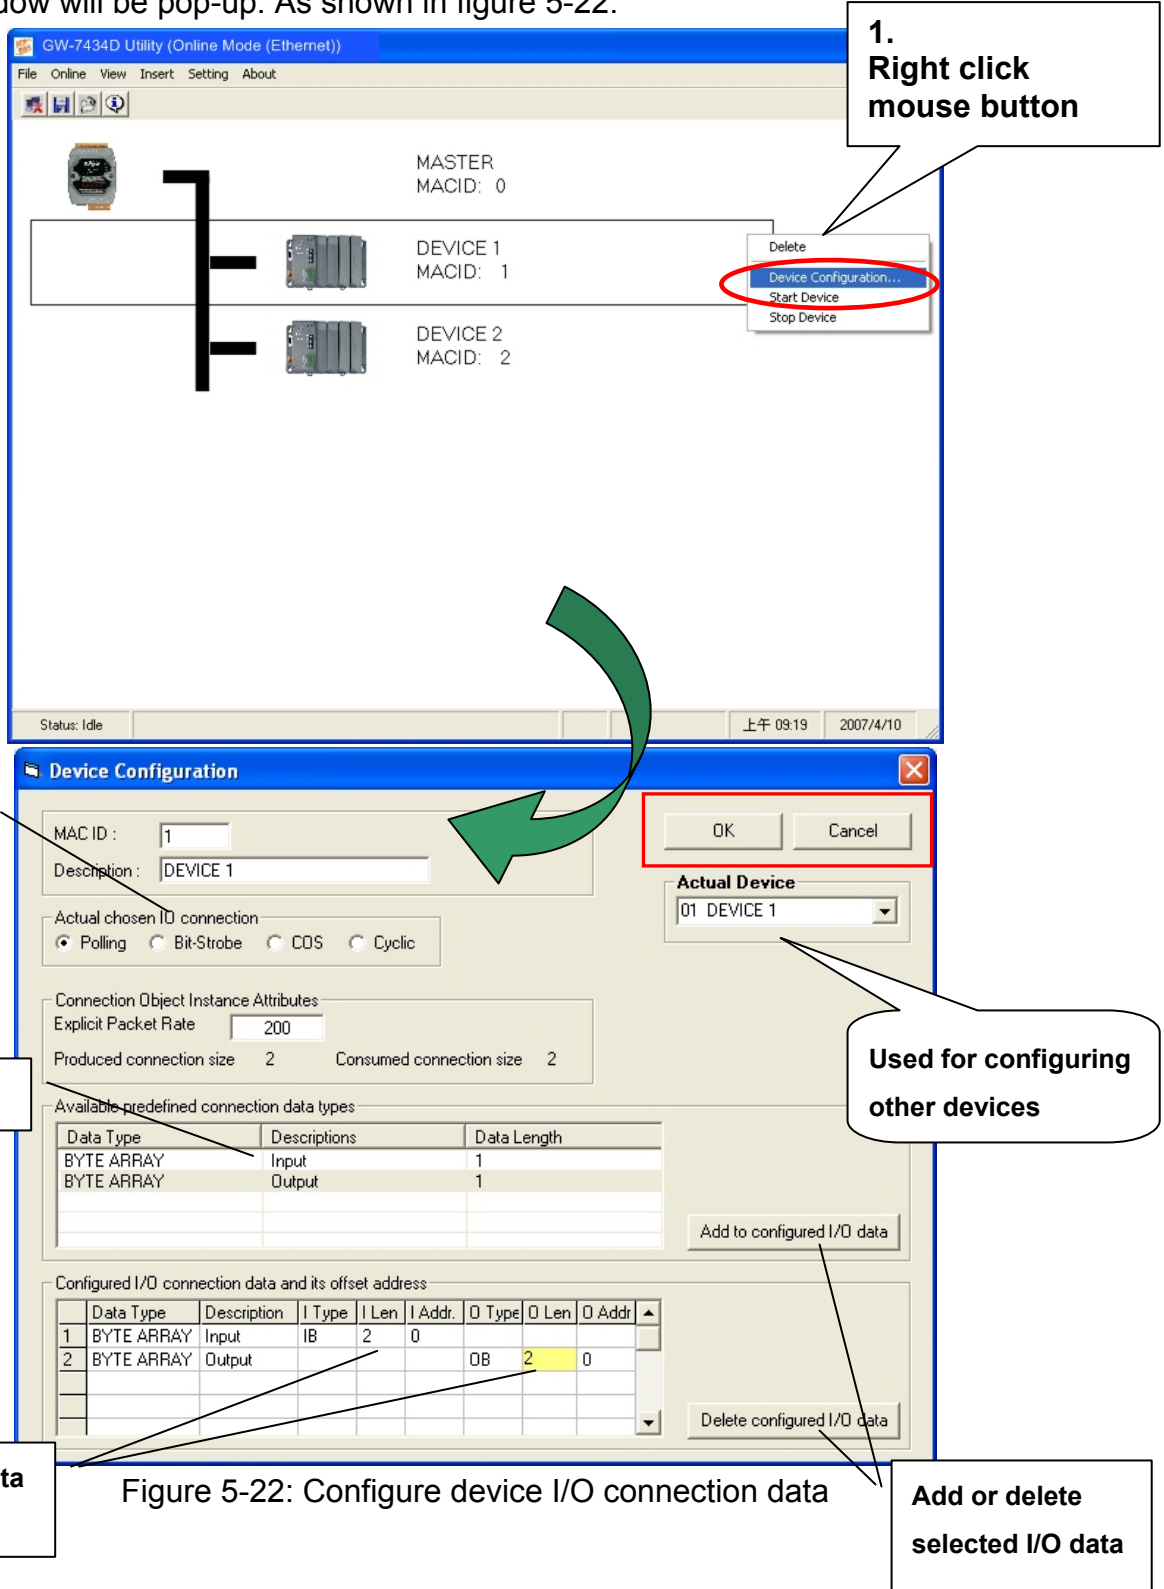 dow will be pop-up. As shown in figure 5-22.
GW-7434D Utility (Online Mode (Ethernet))
File Online View Insert Setting About
1.
Right click
mouse button
MASTER
MACID: 0
DEVICE 1
MACID: 1
DEVICE 2
MACID: 2
Delete
Device Configuration...
Start Device
Stop Device
Status: Idle
上午 09:19
2007/4/10
Device Configuration
MAC ID : 1
Description : DEVICE 1
OK
Cancel
Actual Device
01 DEVICE 1
Actual chosen IO connection
Polling Bit-Strobe COS Cyclic
Connection Object Instance Attributes
Explicit Packet Rate 200
Produced connection size 2 Consumed connection size 2
Used for configuring
other devices
Available predefined connection data types
Data Type Descriptions Data Length
BYTE ARRAY Input 1
BYTE ARRAY Output 1
Add to configured I/O data
Configured I/O connection data and its offset address
Data Type Description I Type I Len I Addr. O Type O Len O Addr
1 BYTE ARRAY Input IB 2 0
2 BYTE ARRAY Output OB 2 0
Delete configured I/O data
ta
Figure 5-22: Configure device I/O connection data
Add or delete
selected I/O data